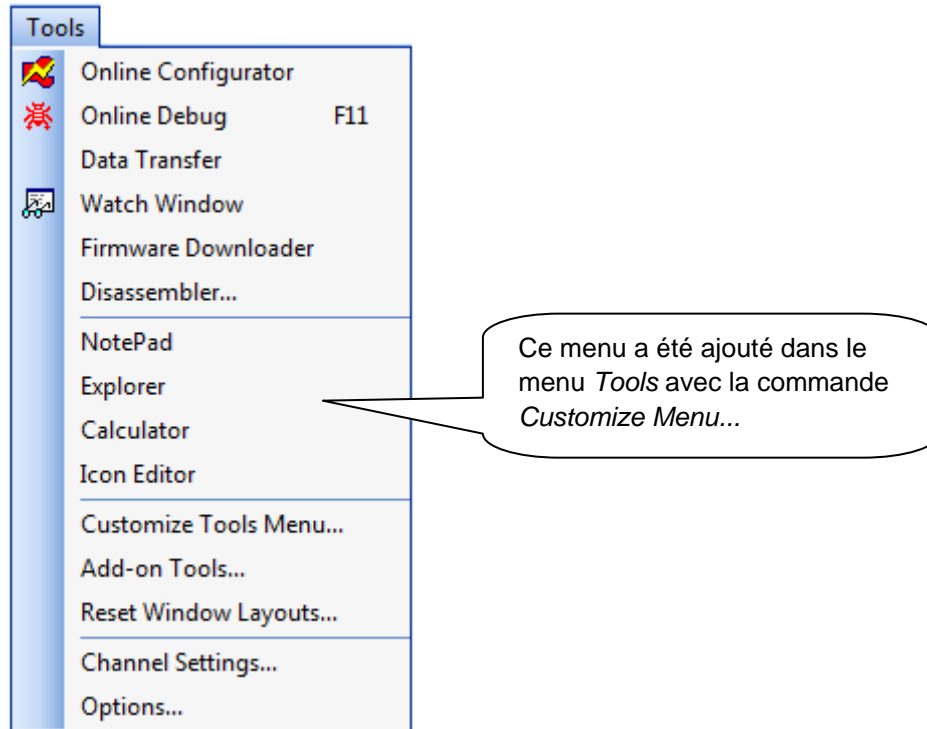 Tools
Online Configurator
Online Debug F11
Data Transfer
Watch Window
Firmware Downloader
Disassembler...
NotePad
Explorer
Calculator
Icon Editor
Customize Tools Menu...
Add-on Tools...
Reset Window Layouts...
Channel Settings...
Options...
Ce menu a été ajouté dans le
menu Tools avec la commande
Customize Menu...